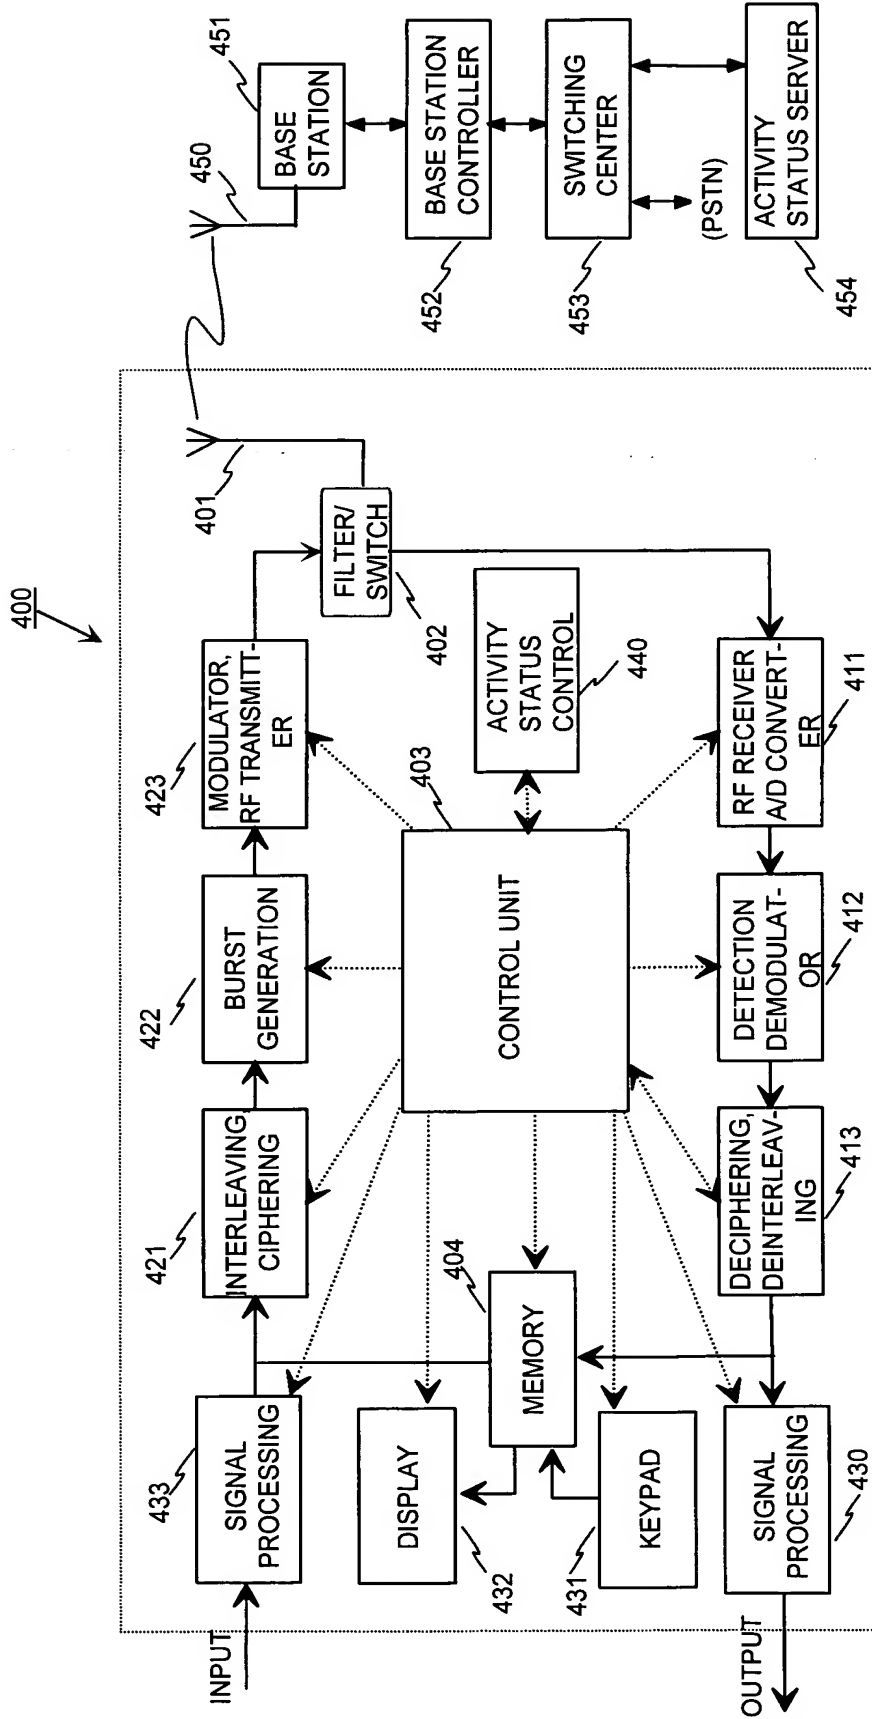 400
INPUT
433
SIGNAL
PROCESSING
421
INTERLEAVING
CIPHERING
422
BURST
GENERATION
423
MODULATOR,
RF TRANSMITT-
ER
401
FILTER/
SWITCH
402
450
451
BASE
STATION
432
DISPLAY
404
MEMORY
403
CONTROL UNIT
ACTIVITY
STATUS
CONTROL
440
452
BASE STATION
CONTROLLER
431
KEYPAD
453
SWITCHING
CENTER
(PSTN)
OUTPUT
SIGNAL
PROCESSING
430
DECIPHERING,
DEINTERLEAV-
ING
413
DETECTION
DEMODULAT-
OR
412
RF RECEIVER
A/D CONVERT-
ER
411
ACTIVITY
STATUS SERVER
454